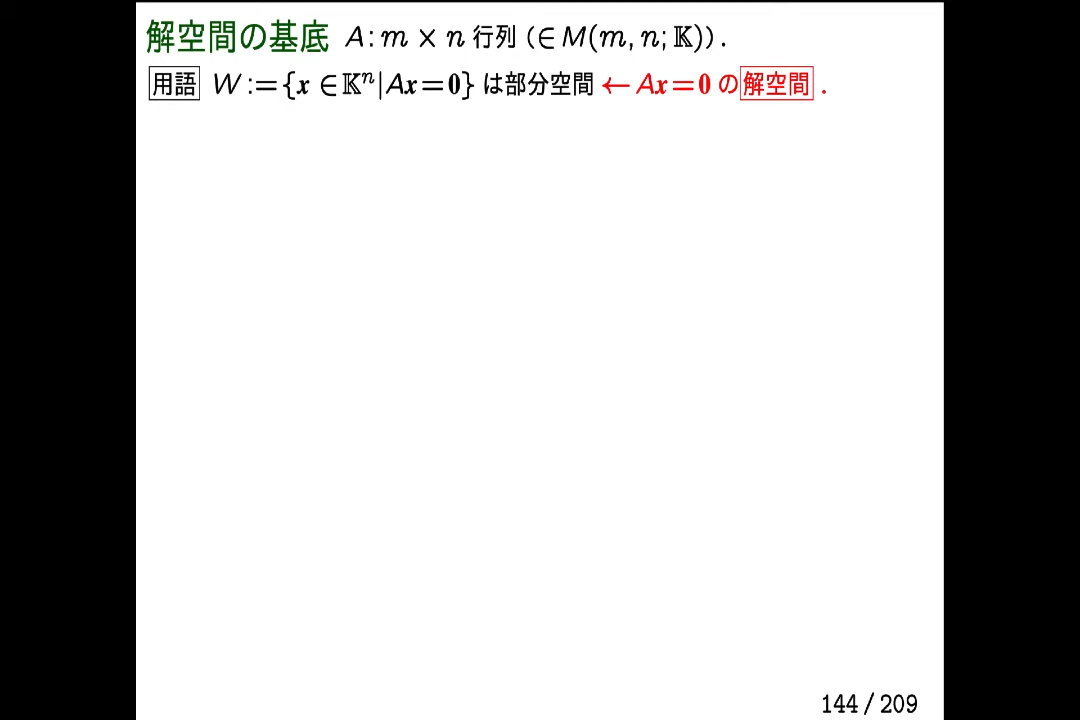 解空間の基底 A : m × n 行列 (∈ M(m, n; 𝕂)) .
用語 W := {x ∈ 𝕂ⁿ | Ax = 0} は部分空間 ← Ax = 0 の 解空間 .
144 / 209